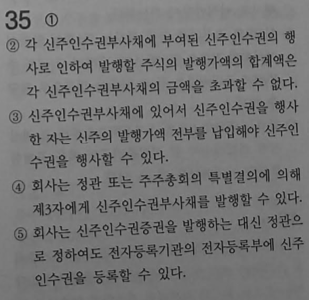 35 ①
② 각 신주인수권부사채에 부여된 신주인수권의 행
사로 인하여 발행할 주식의 발행가액의 합계액은
각 신주인수권부사채의 금액을 초과할 수 없다.
③ 신주인수권부사채에 있어서 신주인수권을 행사
한 자는 신주의 발행가액 전부를 납입해야 신주인
수권을 행사할 수 있다.
④ 회사는 정관 또는 주주총회의 특별결의에 의해
제3자에게 신주인수권부사채를 발행할 수 있다.
⑤ 회사는 신주인수권증권을 발행하는 대신 정관으
로 정하여도 전자등록기관의 전자등록부에 신주
인수권을 등록할 수 있다.